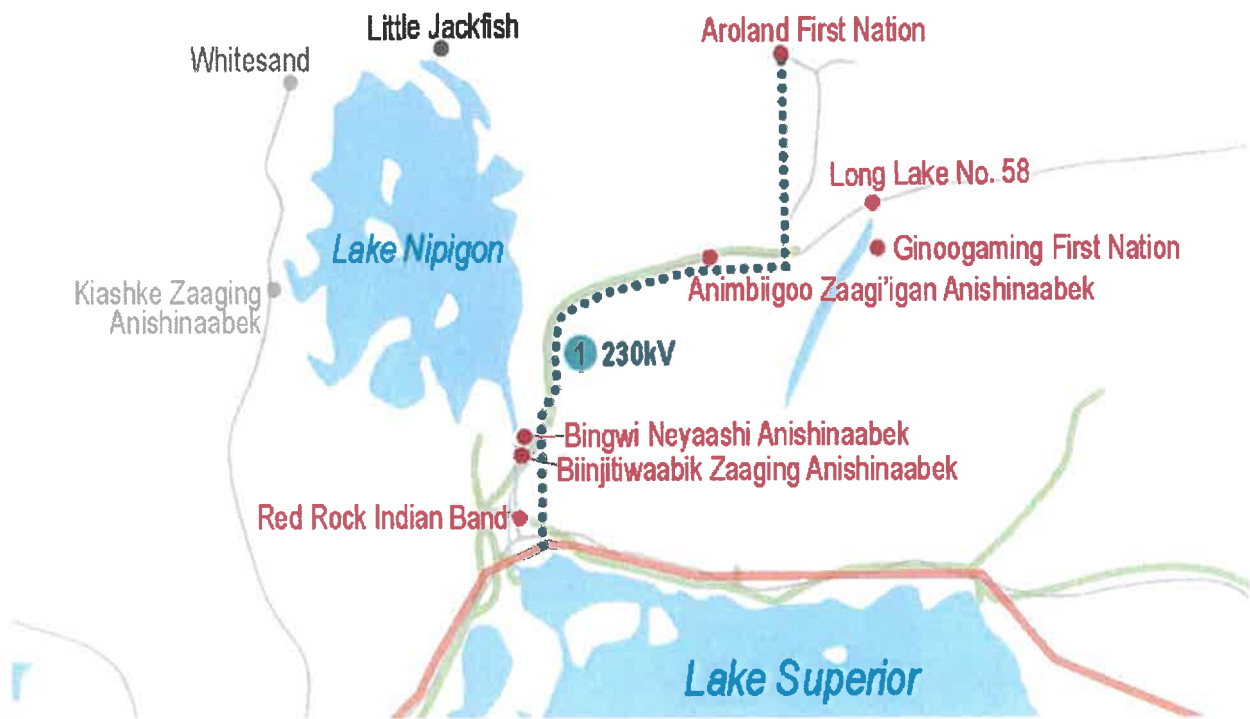 Little Jackfish
Aroland First Nation
Whitesand
Long Lake No. 58
Lake Nipigon
Ginoogaming First Nation
Kiashke Zaaging
Anishinaabek
Animbiigoo Zaagi'igan Anishinaabek
1 230kV
Bingwi Neyaashi Anishinaabek
Biinjitiwaabik Zaaging Anishinaabek
Red Rock Indian Band
Lake Superior